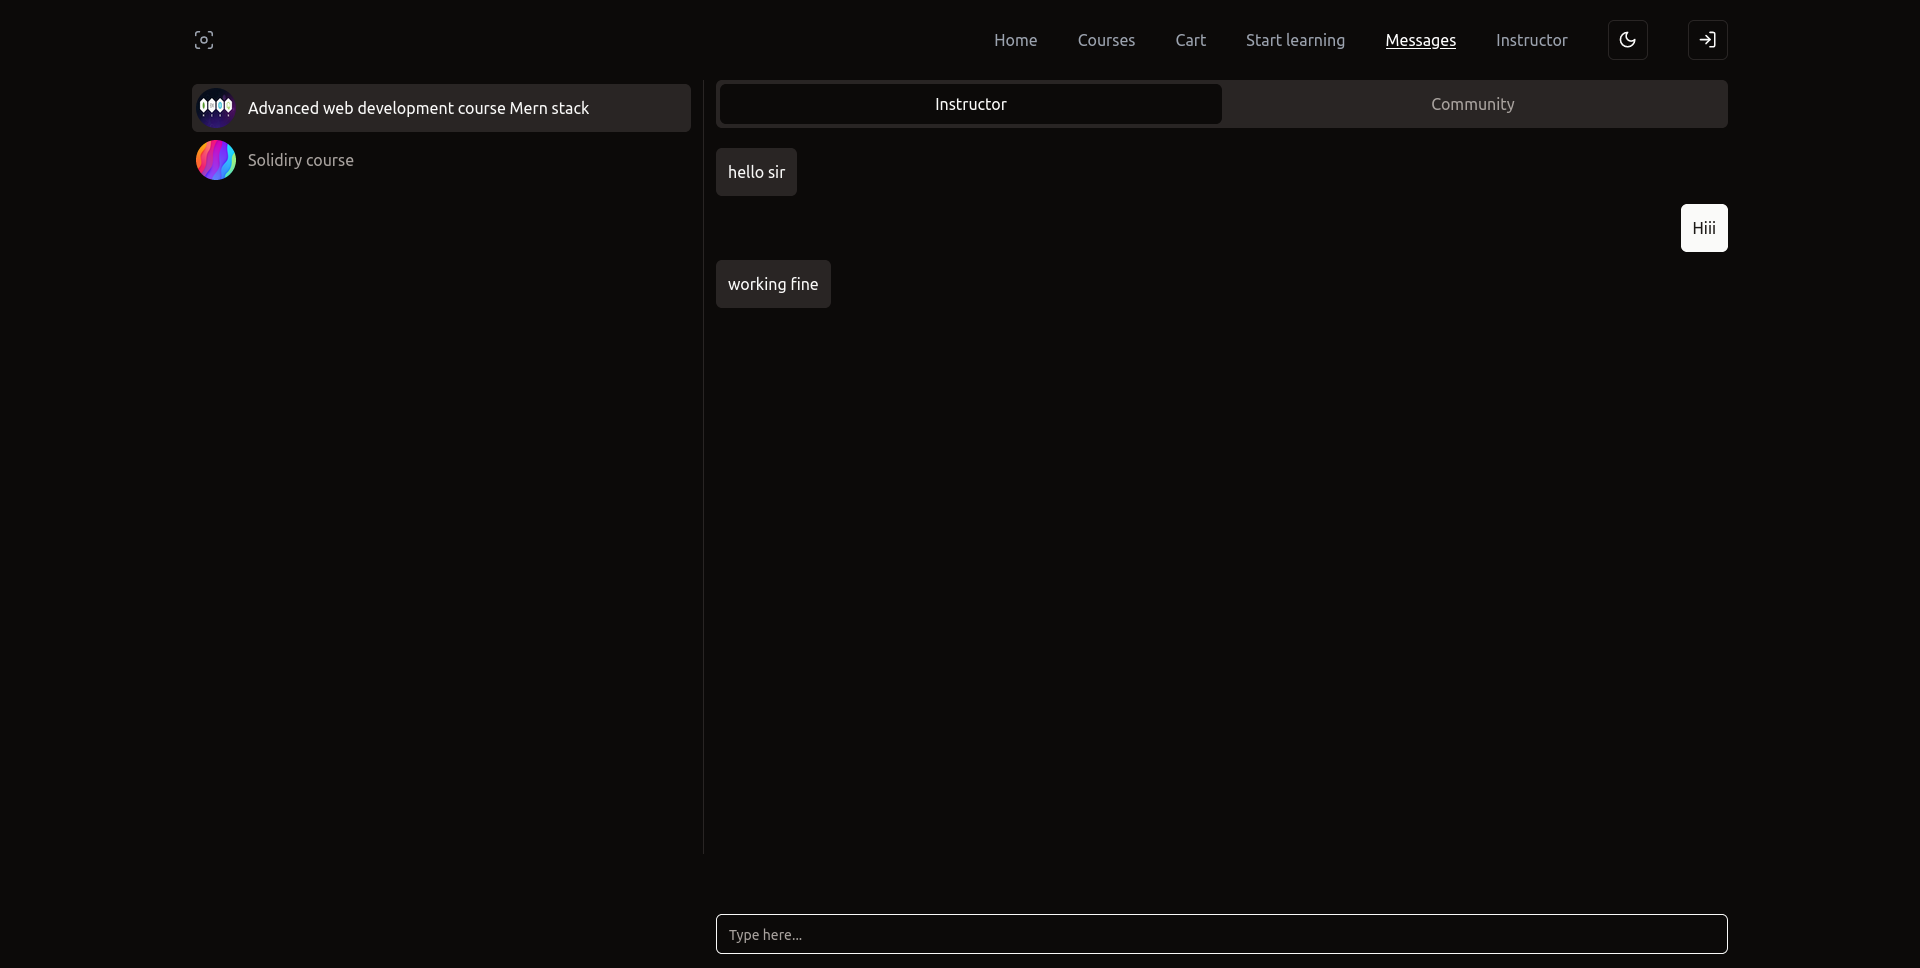 Home Courses Cart Start learning Messages Instructor
Advanced web development course Mern stack
Solidiry course
Instructor Community
hello sir
Hiii
working fine
Type here...